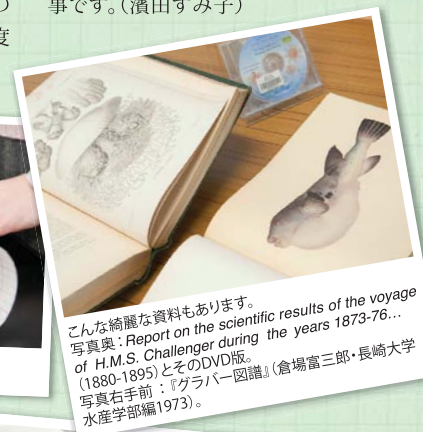 の
度
事です。(濱田すみ子)
こんな綺麗な資料もあります。
写真奥：Report on the scientific results of the voyage
of H.M.S. Challenger during the years 1873-76…
(1880-1895)とそのDVD版。
写真右手前：『グラバー図譜』(倉場富三郎・長崎大学
水産学部編1973)。